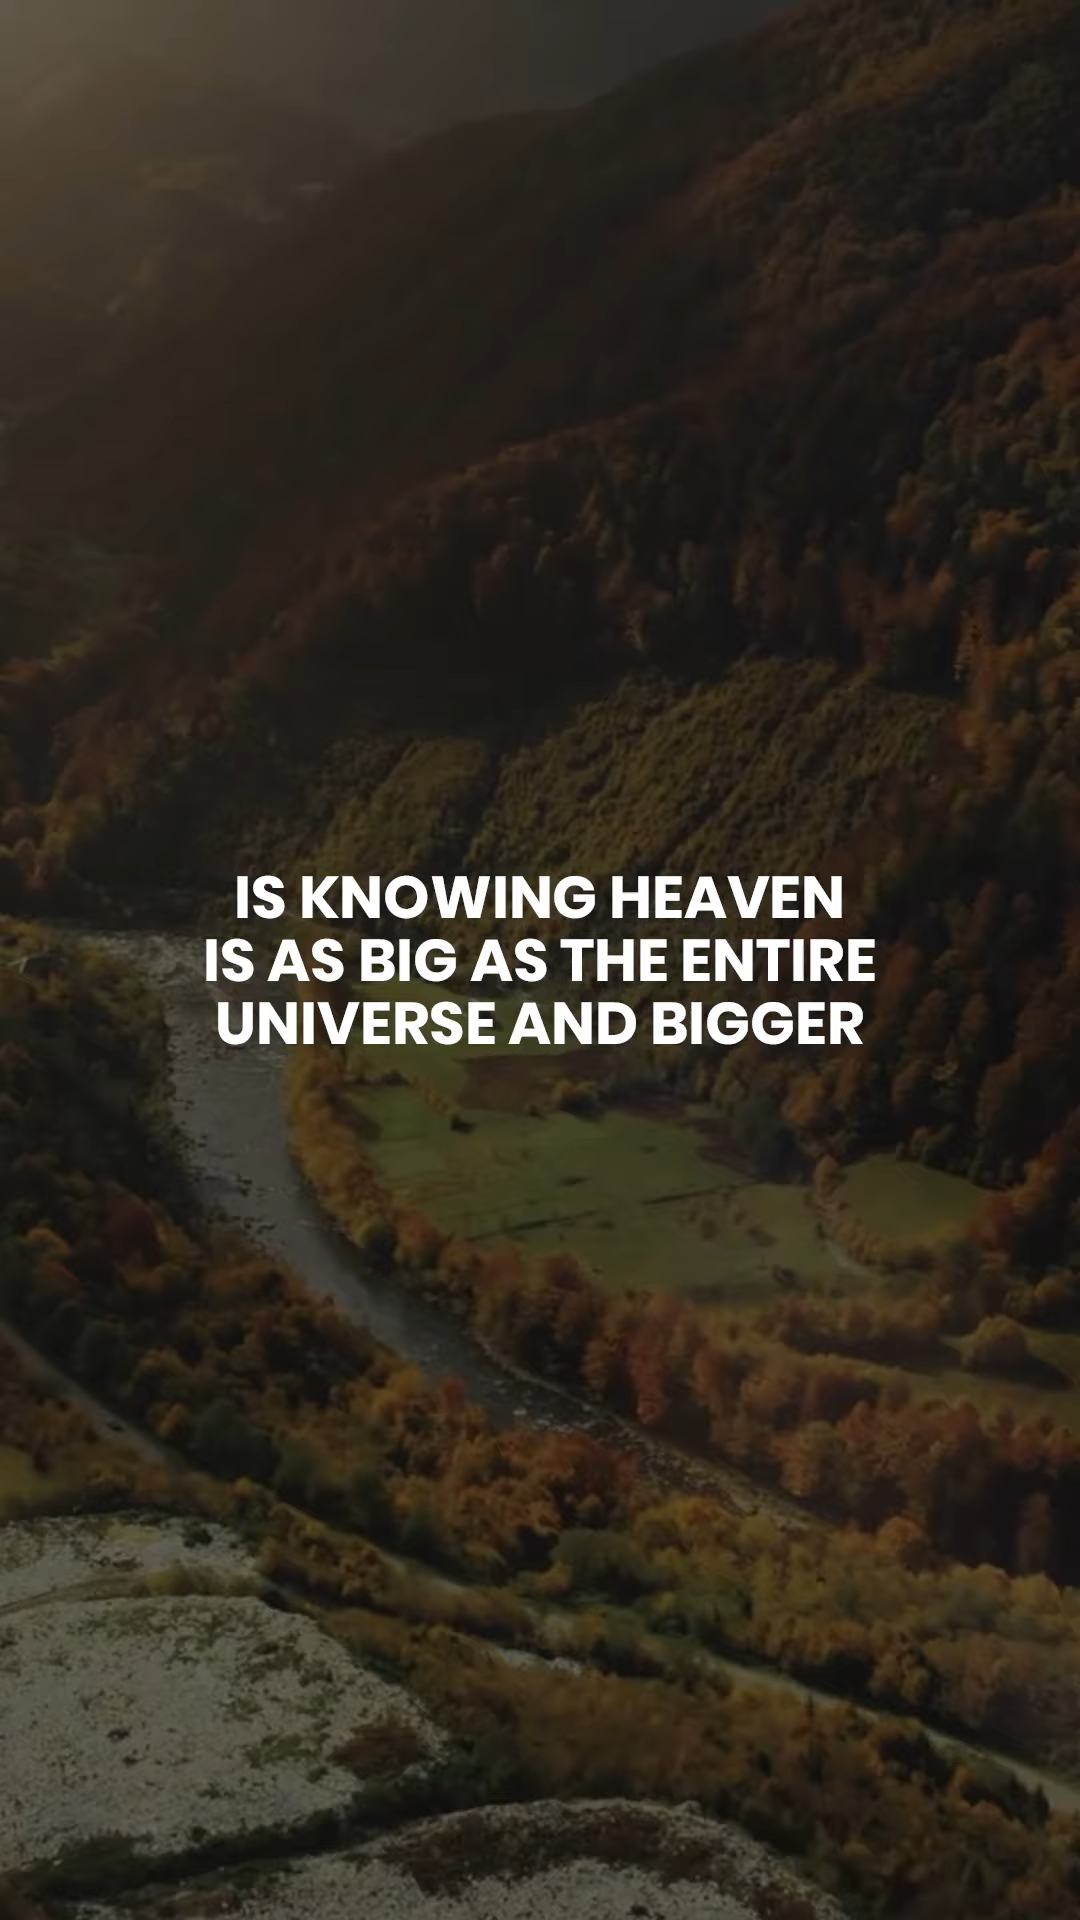 IS KNOWING HEAVEN
IS AS BIG AS THE ENTIRE
UNIVERSE AND BIGGER